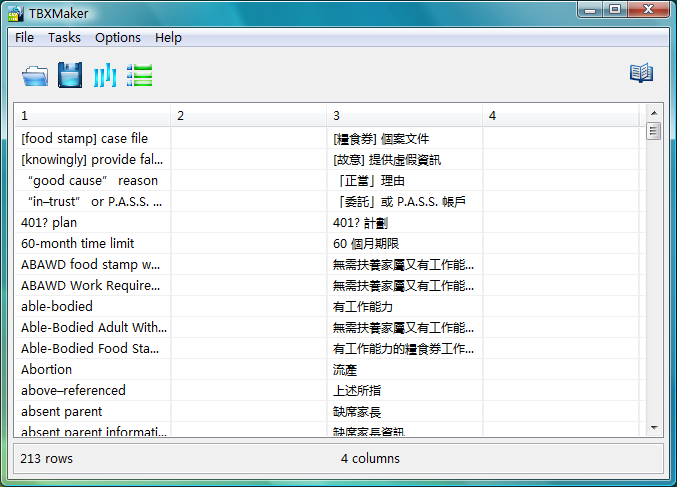 TBXMaker
File Tasks Options Help
1 2 3 4
[food stamp] case file [糧食券] 個案文件
[knowingly] provide fal... [故意] 提供虛假資訊
“good cause” reason 「正當」理由
“in–trust” or P.A.S.S. ... 「委託」或 P.A.S.S. 帳戶
401? plan 401? 計劃
60-month time limit 60 個月期限
ABAWD food stamp w... 無需扶養家屬又有工作能...
ABAWD Work Require... 無需扶養家屬又有工作能...
able-bodied 有工作能力
Able-Bodied Adult With... 無需扶養家屬又有工作能...
Able-Bodied Food Sta... 有工作能力的糧食券工作...
Abortion 流產
above–referenced 上述所指
absent parent 缺席家長
absent parent informati... 缺席家長資訊
213 rows 4 columns